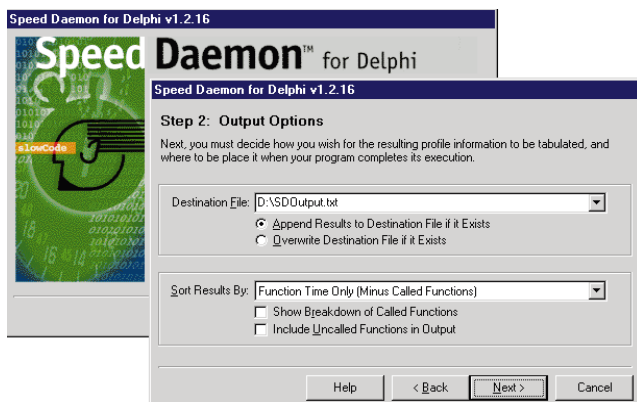 Speed Daemon for Delphi v1.2.16
Speed Daemon™ for Delphi
slowCode
Speed Daemon for Delphi v1.2.16
Step 2: Output Options
Next, you must decide how you wish for the resulting profile information to be tabulated, and
where to be place it when your program completes its execution.
Destination File: D:\SDOutput.txt
Append Results to Destination File if it Exists
Overwrite Destination File if it Exists
Sort Results By: Function Time Only (Minus Called Functions)
Show Breakdown of Called Functions
Include Uncalled Functions in Output
Help
< Back
Next >
Cancel